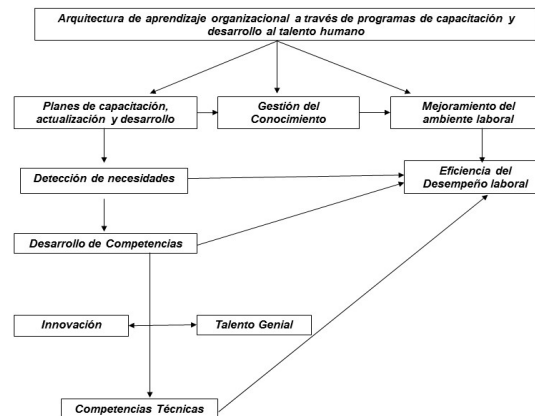 Arquitectura de aprendizaje organizacional a través de programas de capacitación y
desarrollo al talento humano
Planes de capacitación,
actualización y desarrollo
Gestión del
Conocimiento
Mejoramiento del
ambiente laboral
Detección de necesidades
Eficiencia del
Desempeño laboral
Desarrollo de Competencias
Innovación
Talento Genial
Competencias Técnicas